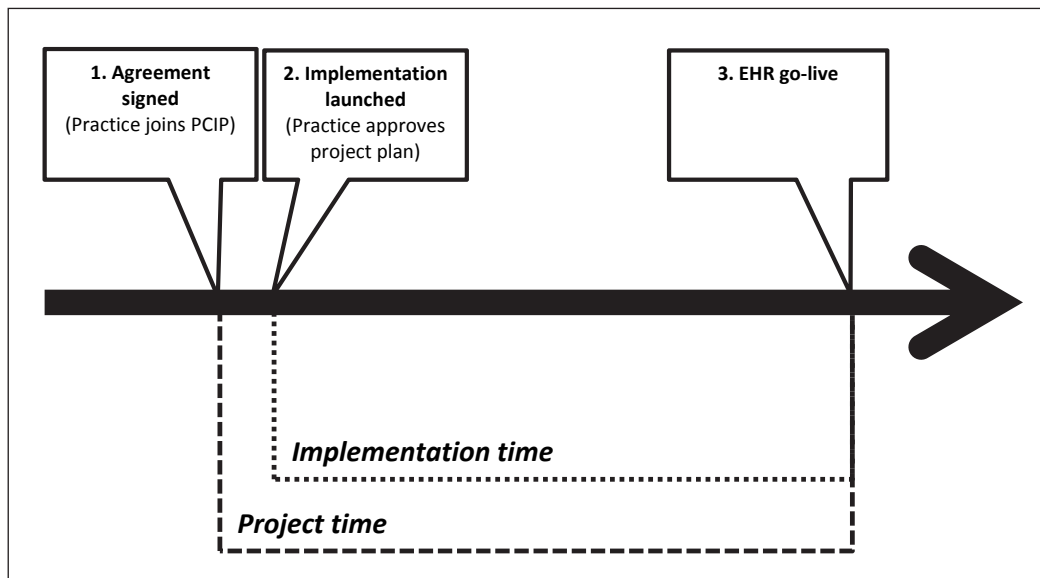 1. Agreement
signed
(Practice joins PCIP)
2. Implementation
launched
(Practice approves
project plan)
3. EHR go-live
Implementation time
Project time